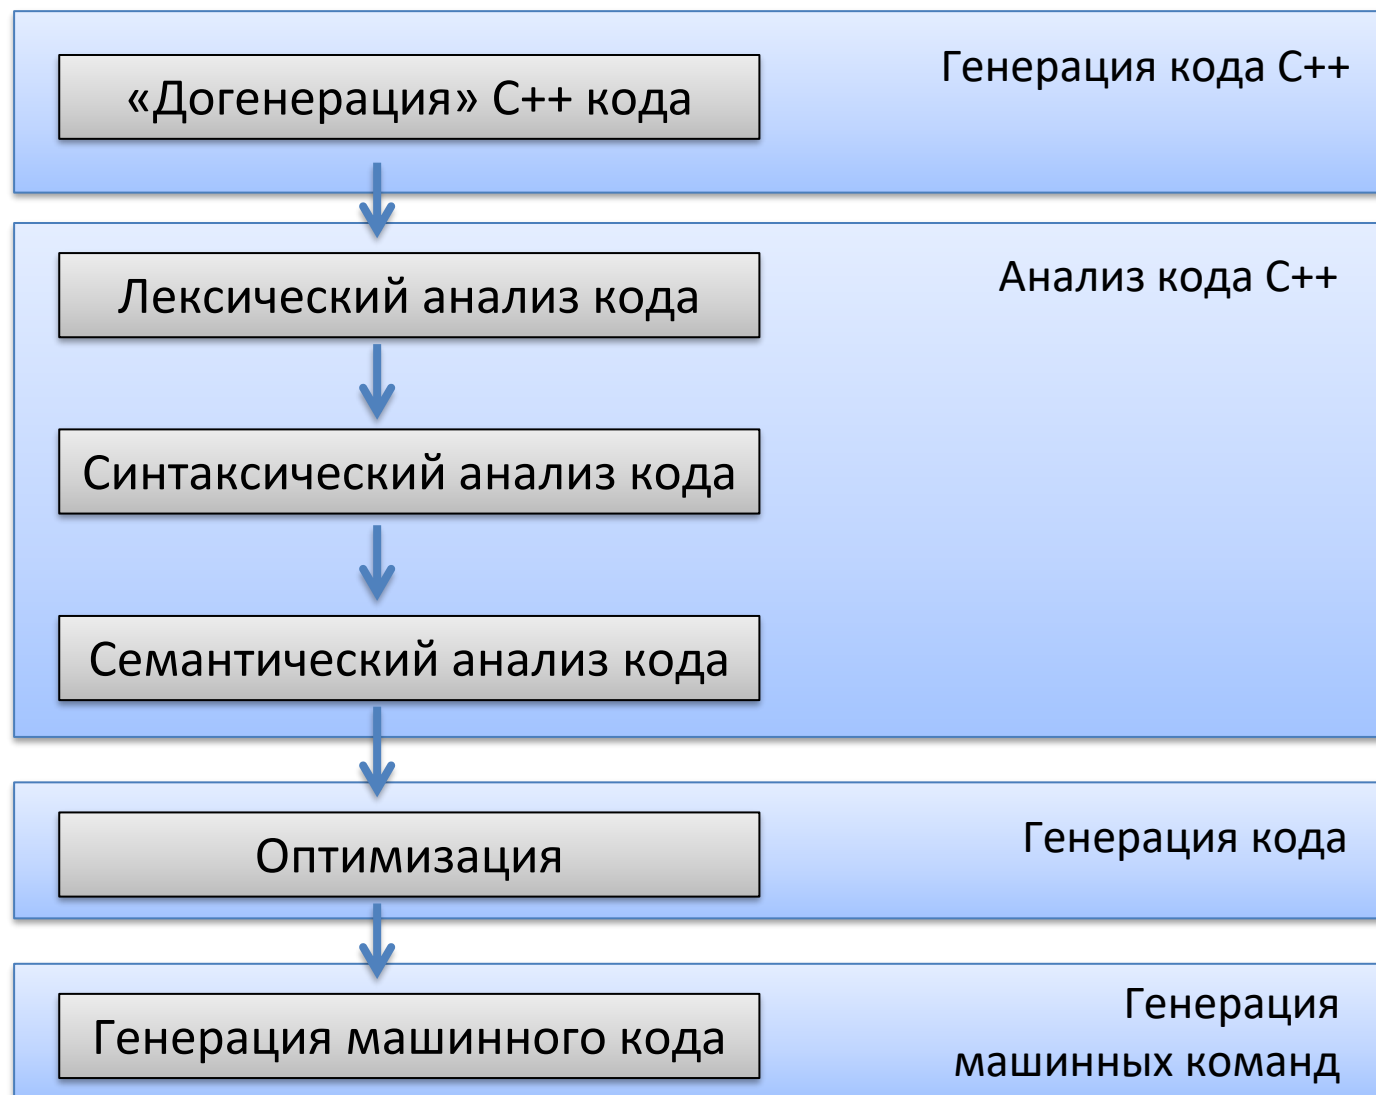 Генерация кода C++
«Догенерация» C++ кода
Анализ кода C++
Лексический анализ кода
Синтаксический анализ кода
Семантический анализ кода
Генерация кода
Оптимизация
Генерация
машинных команд
Генерация машинного кода